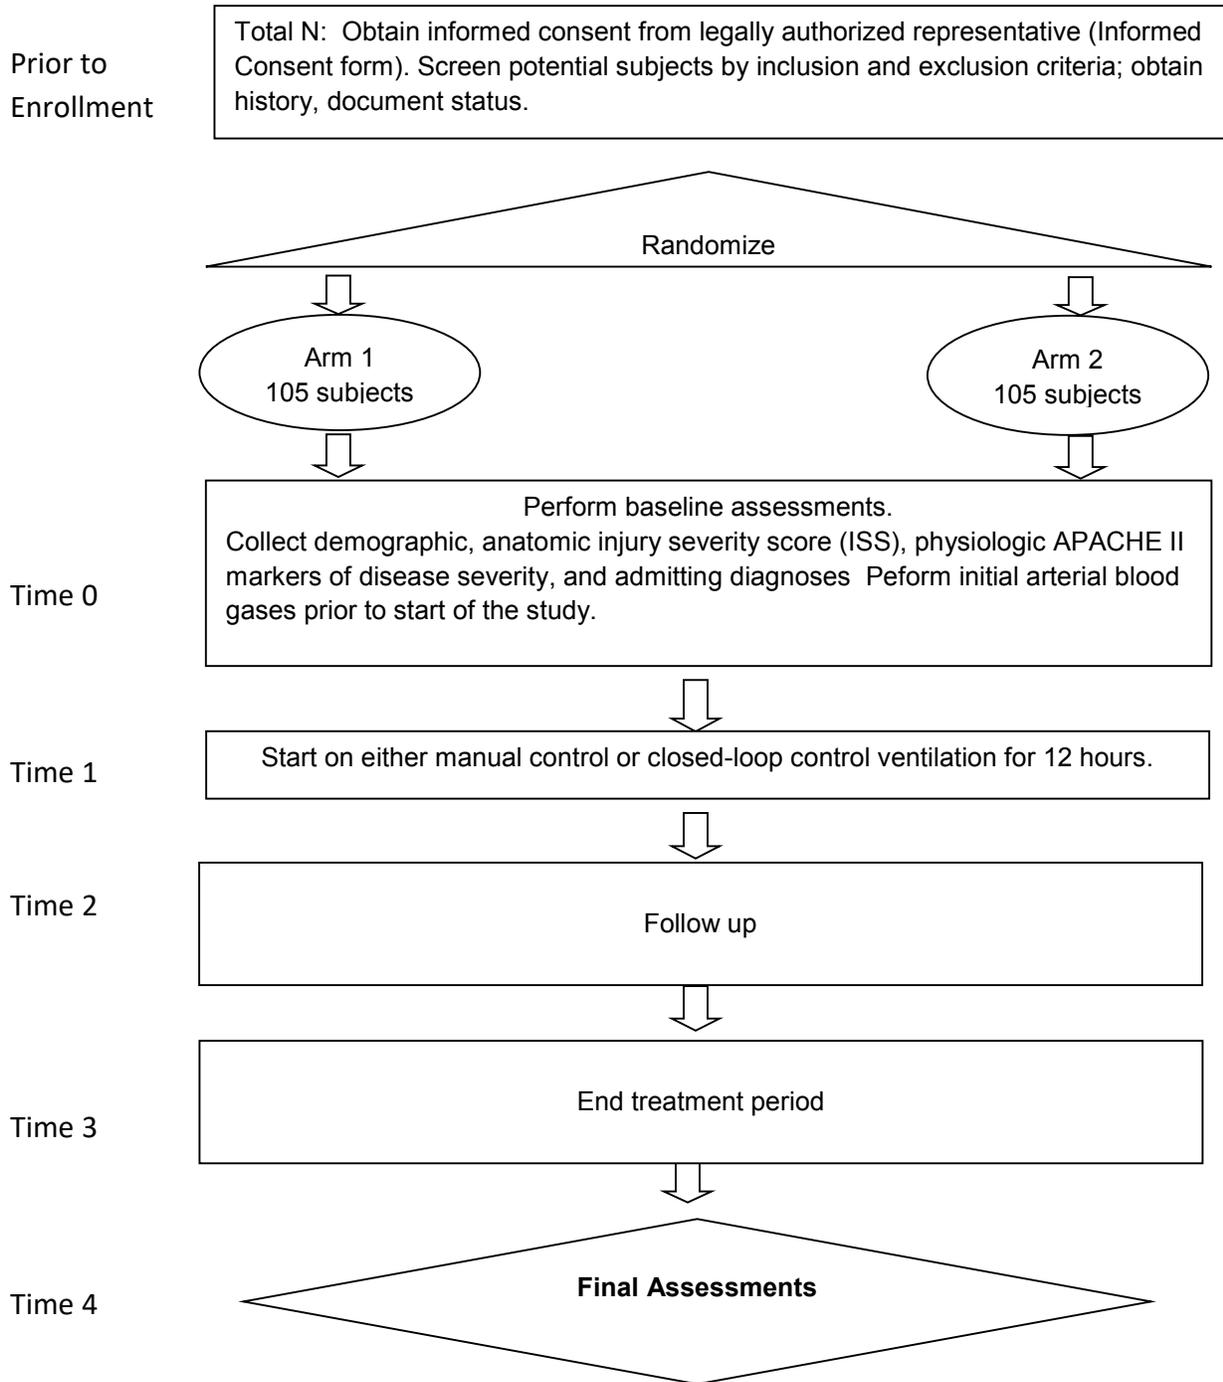 Prior to
Enrollment
Total N:  Obtain informed consent from legally authorized representative (Informed
Consent form). Screen potential subjects by inclusion and exclusion criteria; obtain
history, document status.
Randomize
Arm 1
105 subjects
Arm 2
105 subjects
Time 0
Perform baseline assessments.
Collect demographic, anatomic injury severity score (ISS), physiologic APACHE II
markers of disease severity, and admitting diagnoses  Peform initial arterial blood
gases prior to start of the study.
Time 1
Start on either manual control or closed-loop control ventilation for 12 hours.
Time 2
Follow up
Time 3
End treatment period
Time 4
Final Assessments